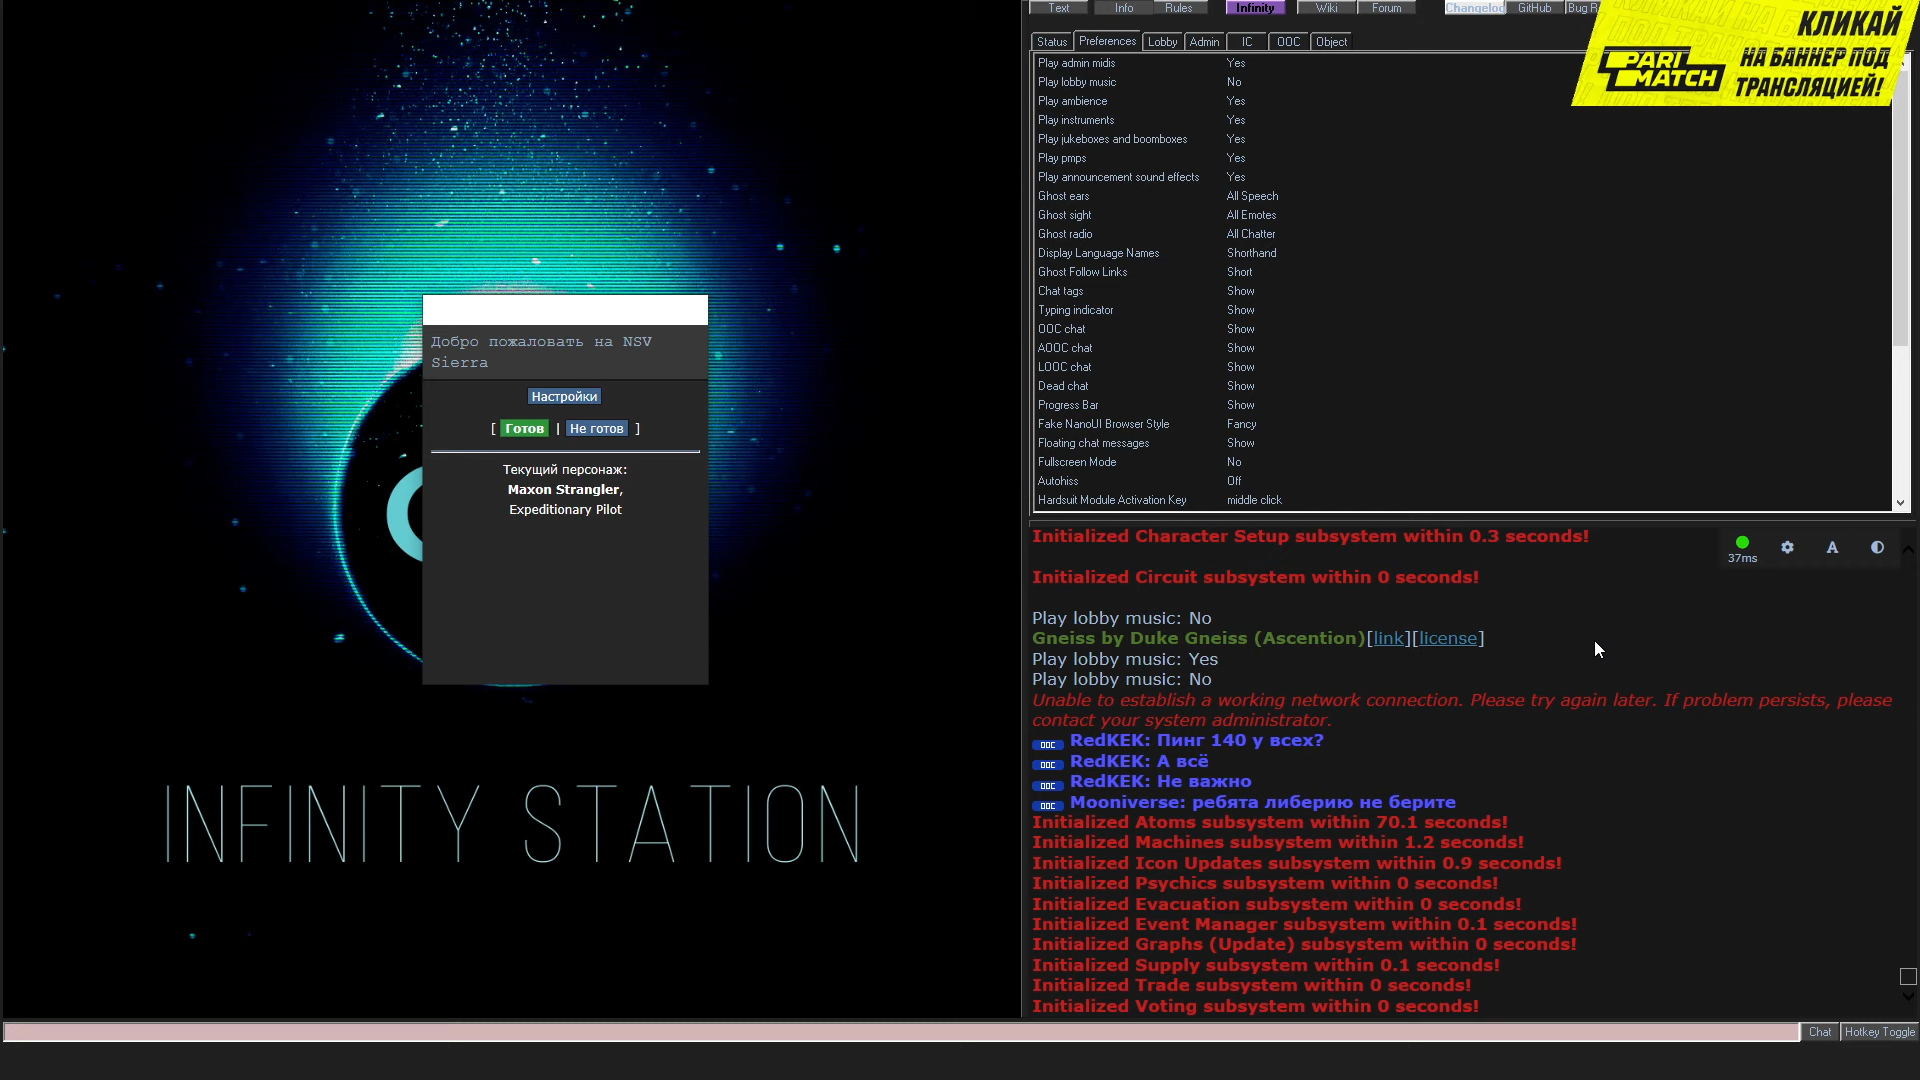 Text Info Rules Infinity Wiki Forum Changelog GitHub Bug R
КЛИКАЙ
НА БАННЕР ПОД
ТРАНСЛЯЦИЕЙ!
PARI
MATCH
Status Preferences Lobby Admin IC OOC Object
Play admin midis Yes
Play lobby music No
Play ambience Yes
Play instruments Yes
Play jukeboxes and boomboxes Yes
Play pmps Yes
Play announcement sound effects Yes
Ghost ears All Speech
Ghost sight All Emotes
Ghost radio All Chatter
Display Language Names Shorthand
Ghost Follow Links Short
Chat tags Show
Typing indicator Show
OOC chat Show
AOOC chat Show
LOOC chat Show
Dead chat Show
Progress Bar Show
Fake NanoUI Browser Style Fancy
Floating chat messages Show
Fullscreen Mode No
Autohiss Off
Hardsuit Module Activation Key middle click
Добро пожаловать на NSV
Sierra
Настройки
[ Готов | Не готов ]
Текущий персонаж:
Maxon Strangler,
Expeditionary Pilot
INFINITY STATION
37ms
A
Initialized Character Setup subsystem within 0.3 seconds!
Initialized Circuit subsystem within 0 seconds!
Play lobby music: No
Gneiss by Duke Gneiss (Ascention)[link][license]
Play lobby music: Yes
Play lobby music: No
Unable to establish a working network connection. Please try again later. If problem persists, please
contact your system administrator.
OOC RedKEK: Пинг 140 у всех?
OOC RedKEK: А всё
OOC RedKEK: Не важно
OOC Mooniverse: ребята либерию не берите
Initialized Atoms subsystem within 70.1 seconds!
Initialized Machines subsystem within 1.2 seconds!
Initialized Icon Updates subsystem within 0.9 seconds!
Initialized Psychics subsystem within 0 seconds!
Initialized Evacuation subsystem within 0 seconds!
Initialized Event Manager subsystem within 0.1 seconds!
Initialized Graphs (Update) subsystem within 0 seconds!
Initialized Supply subsystem within 0.1 seconds!
Initialized Trade subsystem within 0 seconds!
Initialized Voting subsystem within 0 seconds!
Chat Hotkey Toggle